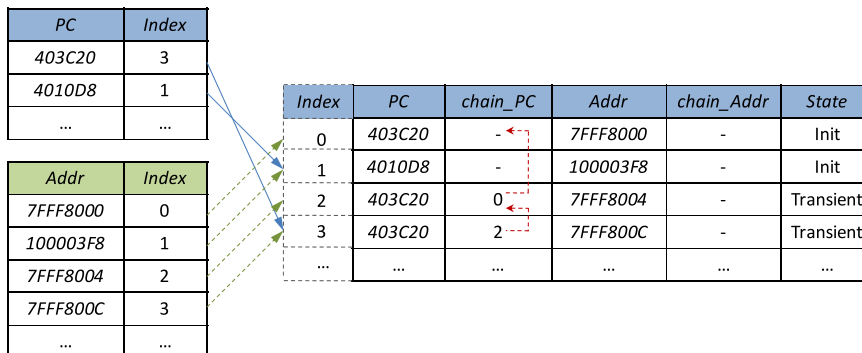 PC Index
403C20 3
4010D8 1
... ...
Addr Index
7FFF8000 0
100003F8 1
7FFF8004 2
7FFF800C 3
... ...
Index PC chain_PC Addr chain_Addr State
0 403C20 - 7FFF8000 - Init
1 4010D8 - 100003F8 - Init
2 403C20 0 7FFF8004 - Transient
3 403C20 2 7FFF800C - Transient
... ... ... ... ... ...